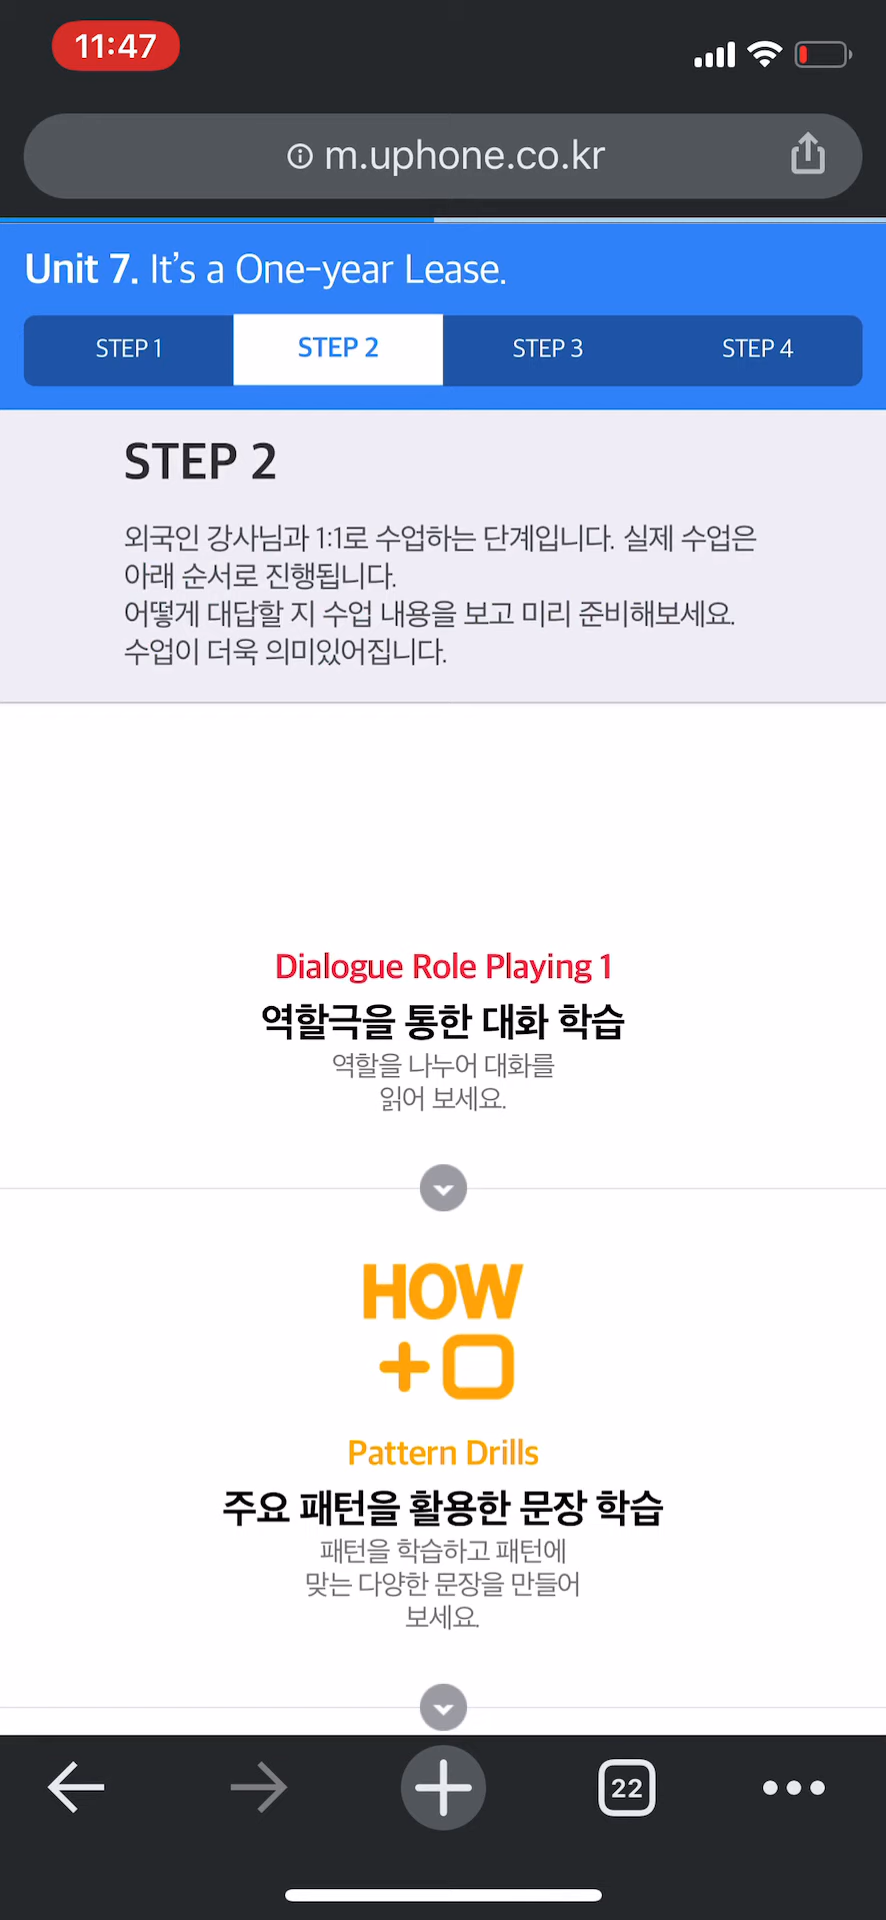 11:47
m.uphone.co.kr
Unit 7. It's a One-year Lease.
STEP 1
STEP 2
STEP 3
STEP 4
STEP 2
외국인 강사님과 1:1로 수업하는 단계입니다. 실제 수업은
아래 순서로 진행됩니다.
어떻게 대답할 지 수업 내용을 보고 미리 준비해보세요.
수업이 더욱 의미있어집니다.
Dialogue Role Playing 1
역할극을 통한 대화 학습
역할을 나누어 대화를
읽어 보세요.
HOW
Pattern Drills
주요 패턴을 활용한 문장 학습
패턴을 학습하고 패턴에
맞는 다양한 문장을 만들어
보세요.
22